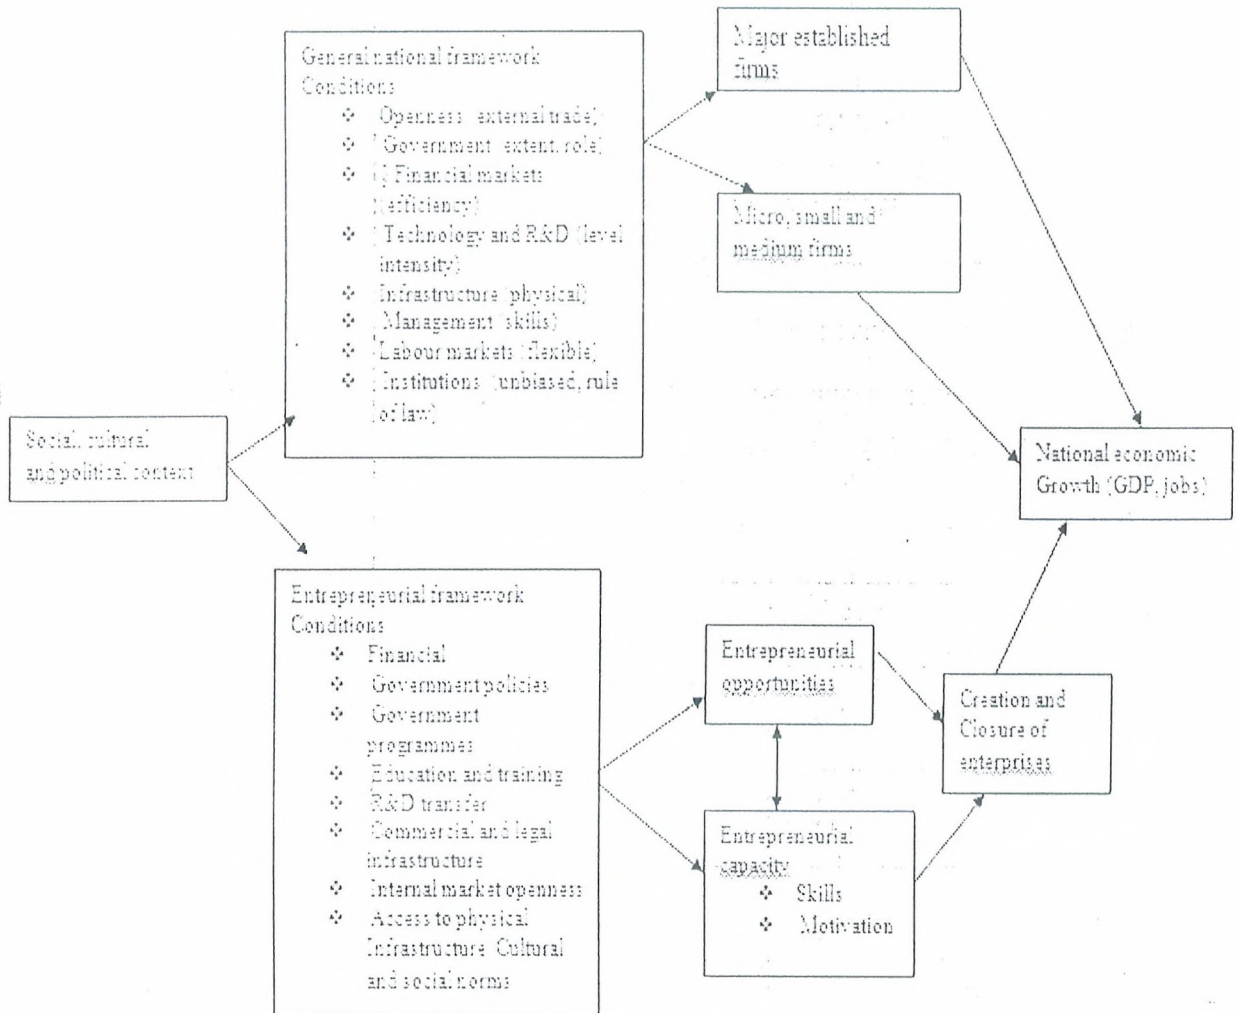 General national framework
Conditions
❖ Openness (external trade)
❖ Government (extent, role)
❖ Financial markets
(efficiency)
❖ Technology and R&D (level
intensity)
❖ Infrastructure (physical)
❖ Management (skills)
❖ Labour markets (flexible)
❖ Institutions (unbiased, rule
of law)
Major established
firms
Micro, small and
medium firms
Social, cultural
and political context
National economic
Growth (GDP, jobs)
Entrepreneurial framework
Conditions
❖ Financial
❖ Government policies
❖ Government
programmes
❖ Education and training
❖ R&D transfer
❖ Commercial and legal
infrastructure
❖ Internal market openness
❖ Access to physical
Infrastructure Cultural
and social norms
Entrepreneurial
opportunities
Entrepreneurial
capacity
❖ Skills
❖ Motivation
Creation and
Closure of
enterprises